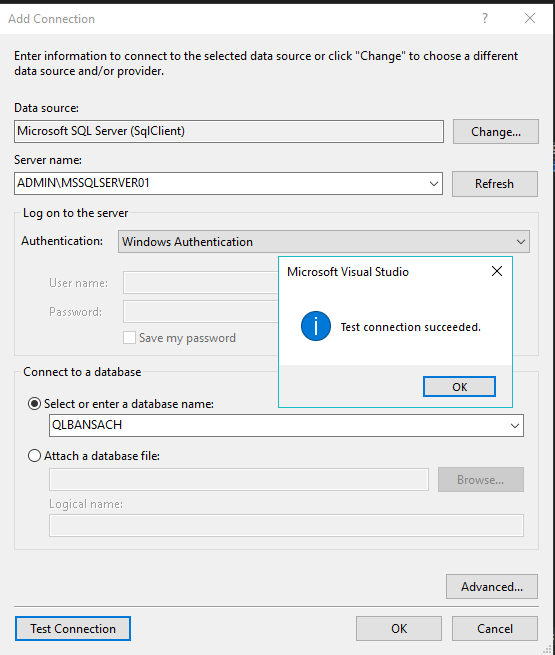 Add Connection
?
Enter information to connect to the selected data source or click "Change" to choose a different
data source and/or provider.
Data source:
Microsoft SQL Server (SqlClient)
Change...
Server name:
ADMIN\MSSQLSERVER01
Refresh
Log on to the server
Authentication:
Windows Authentication
User name:
Password:
Save my password
Microsoft Visual Studio
Test connection succeeded.
OK
Connect to a database
Select or enter a database name:
QLBANSACH
Attach a database file:
Browse...
Logical name:
Advanced...
Test Connection
OK
Cancel